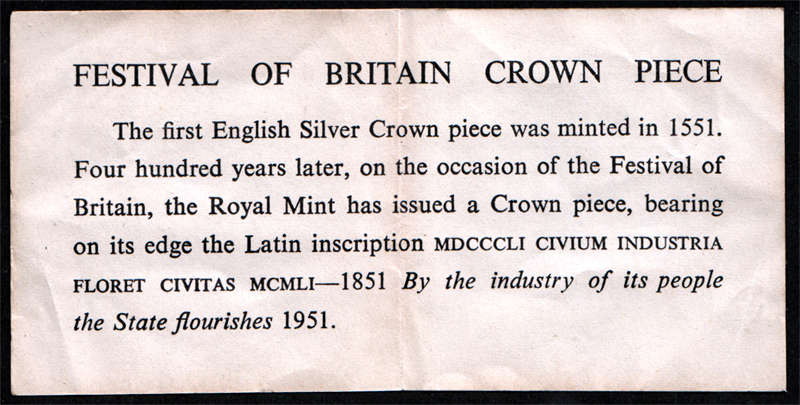 FESTIVAL OF BRITAIN CROWN PIECE
The first English Silver Crown piece was minted in 1551.
Four hundred years later, on the occasion of the Festival of
Britain, the Royal Mint has issued a Crown piece, bearing
on its edge the Latin inscription MDCCCLI CIVIUM INDUSTRIA
FLORET CIVITAS MCMLI—1851 By the industry of its people
the State flourishes 1951.